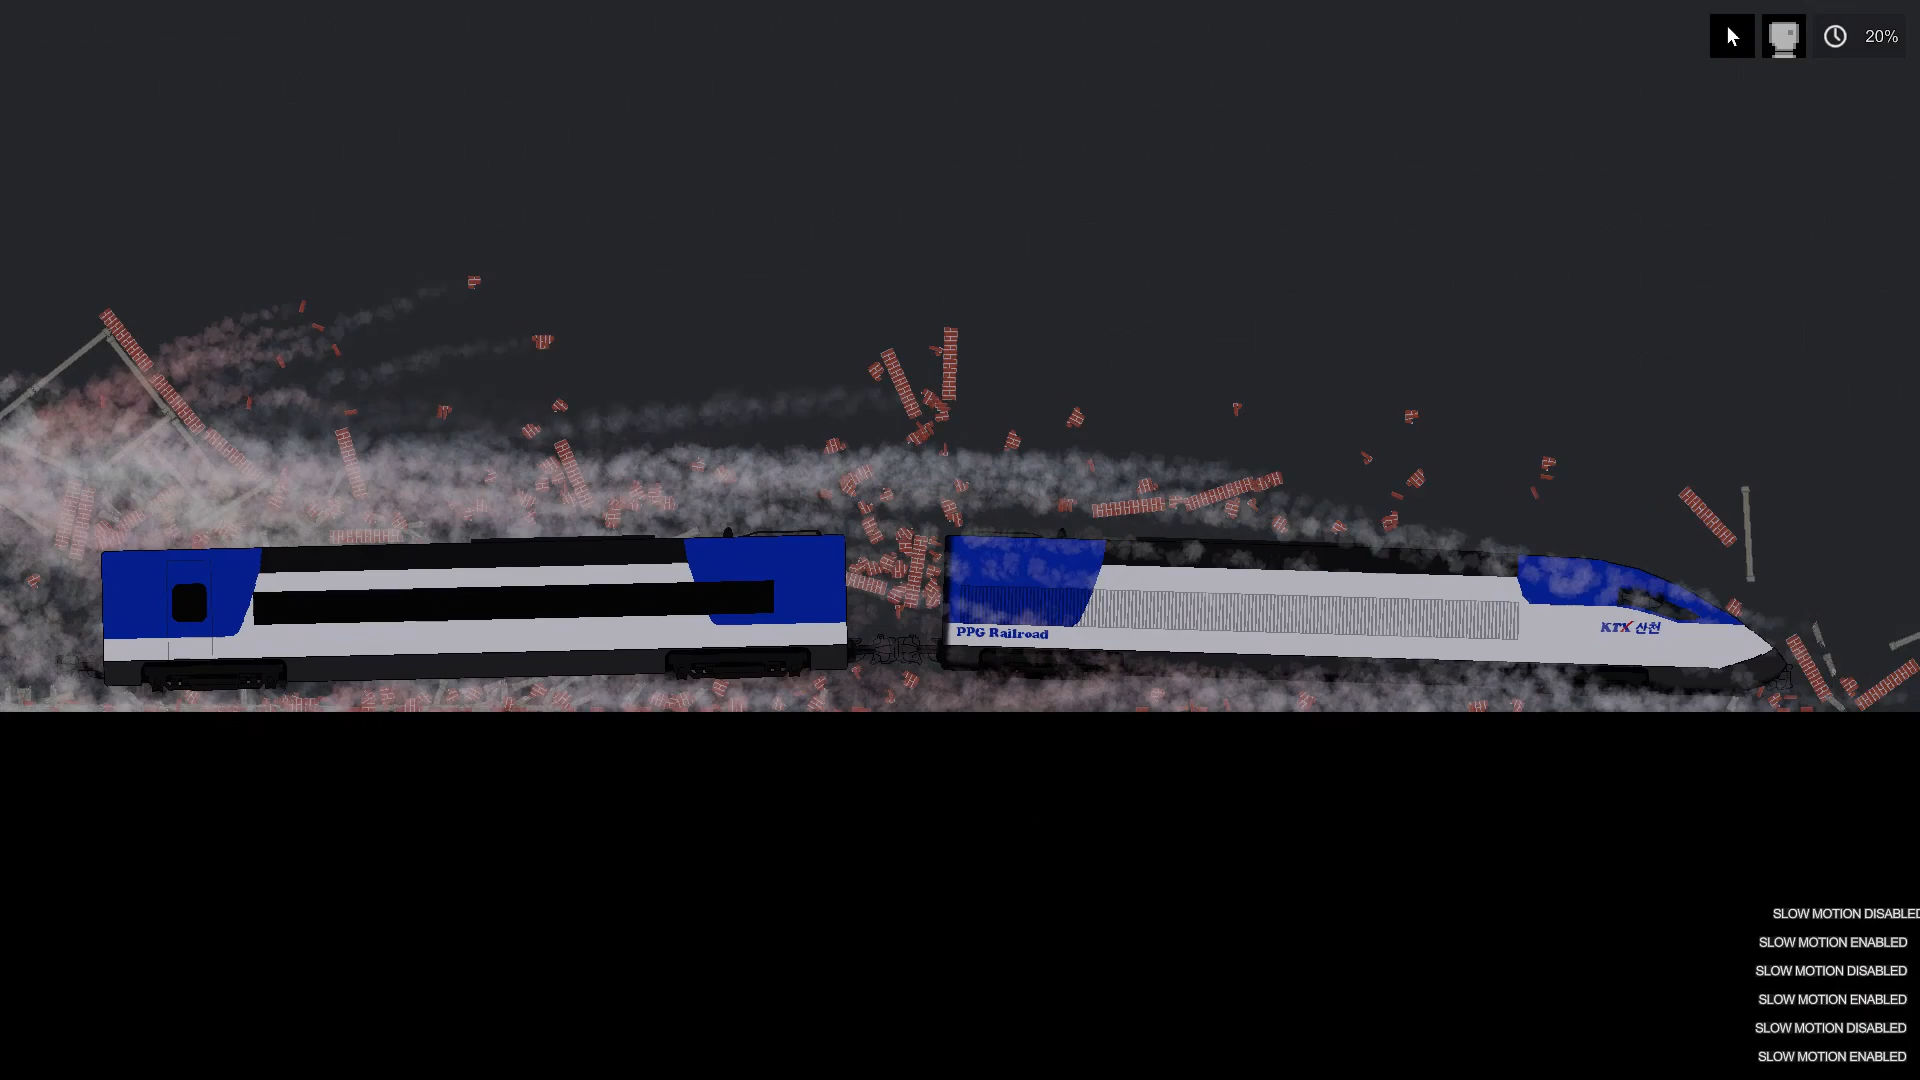 20%
PPG Railroad
KTX 산천
SLOW MOTION DISABLED
SLOW MOTION ENABLED
SLOW MOTION DISABLED
SLOW MOTION ENABLED
SLOW MOTION DISABLED
SLOW MOTION ENABLED